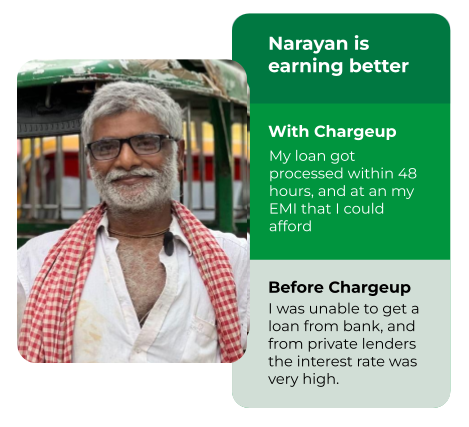 Narayan is
earning better
With Chargeup
My loan got
processed within 48
hours, and at an my
EMI that I could
afford
Before Chargeup
I was unable to get a
loan from bank, and
from private lenders
the interest rate was
very high.